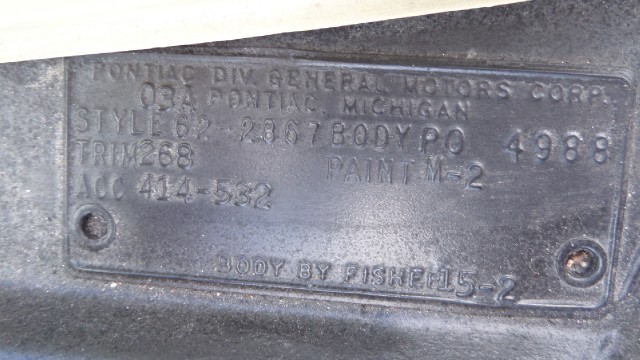 PONTIAC DIV. GENERAL MOTORS CORP.
03A PONTIAC, MICHIGAN
STYLE 62-2867 BODY PO 4988
TRIM 268 PAINT M-2
ACC 414-532
BODY BY FISHER 15-2